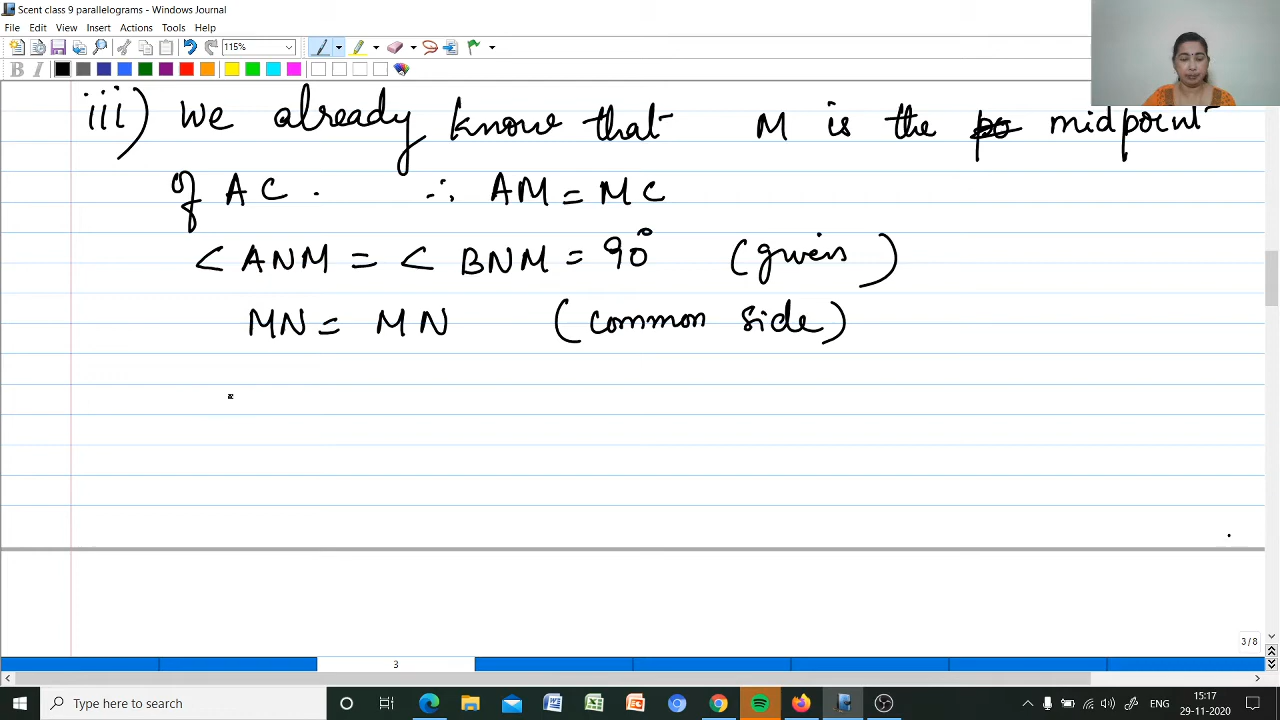 Scent class 9 parallelograms - Windows Journal
File Edit View Insert Actions Tools Help
115%
B I
iii) We already know that M is the po midpoint
of A C . ∴ AM = MC
< ANM = < BNM = 90° (given)
MN = MN (common side)
3/8
3
Type here to search
ENG
15:17
29-11-2020